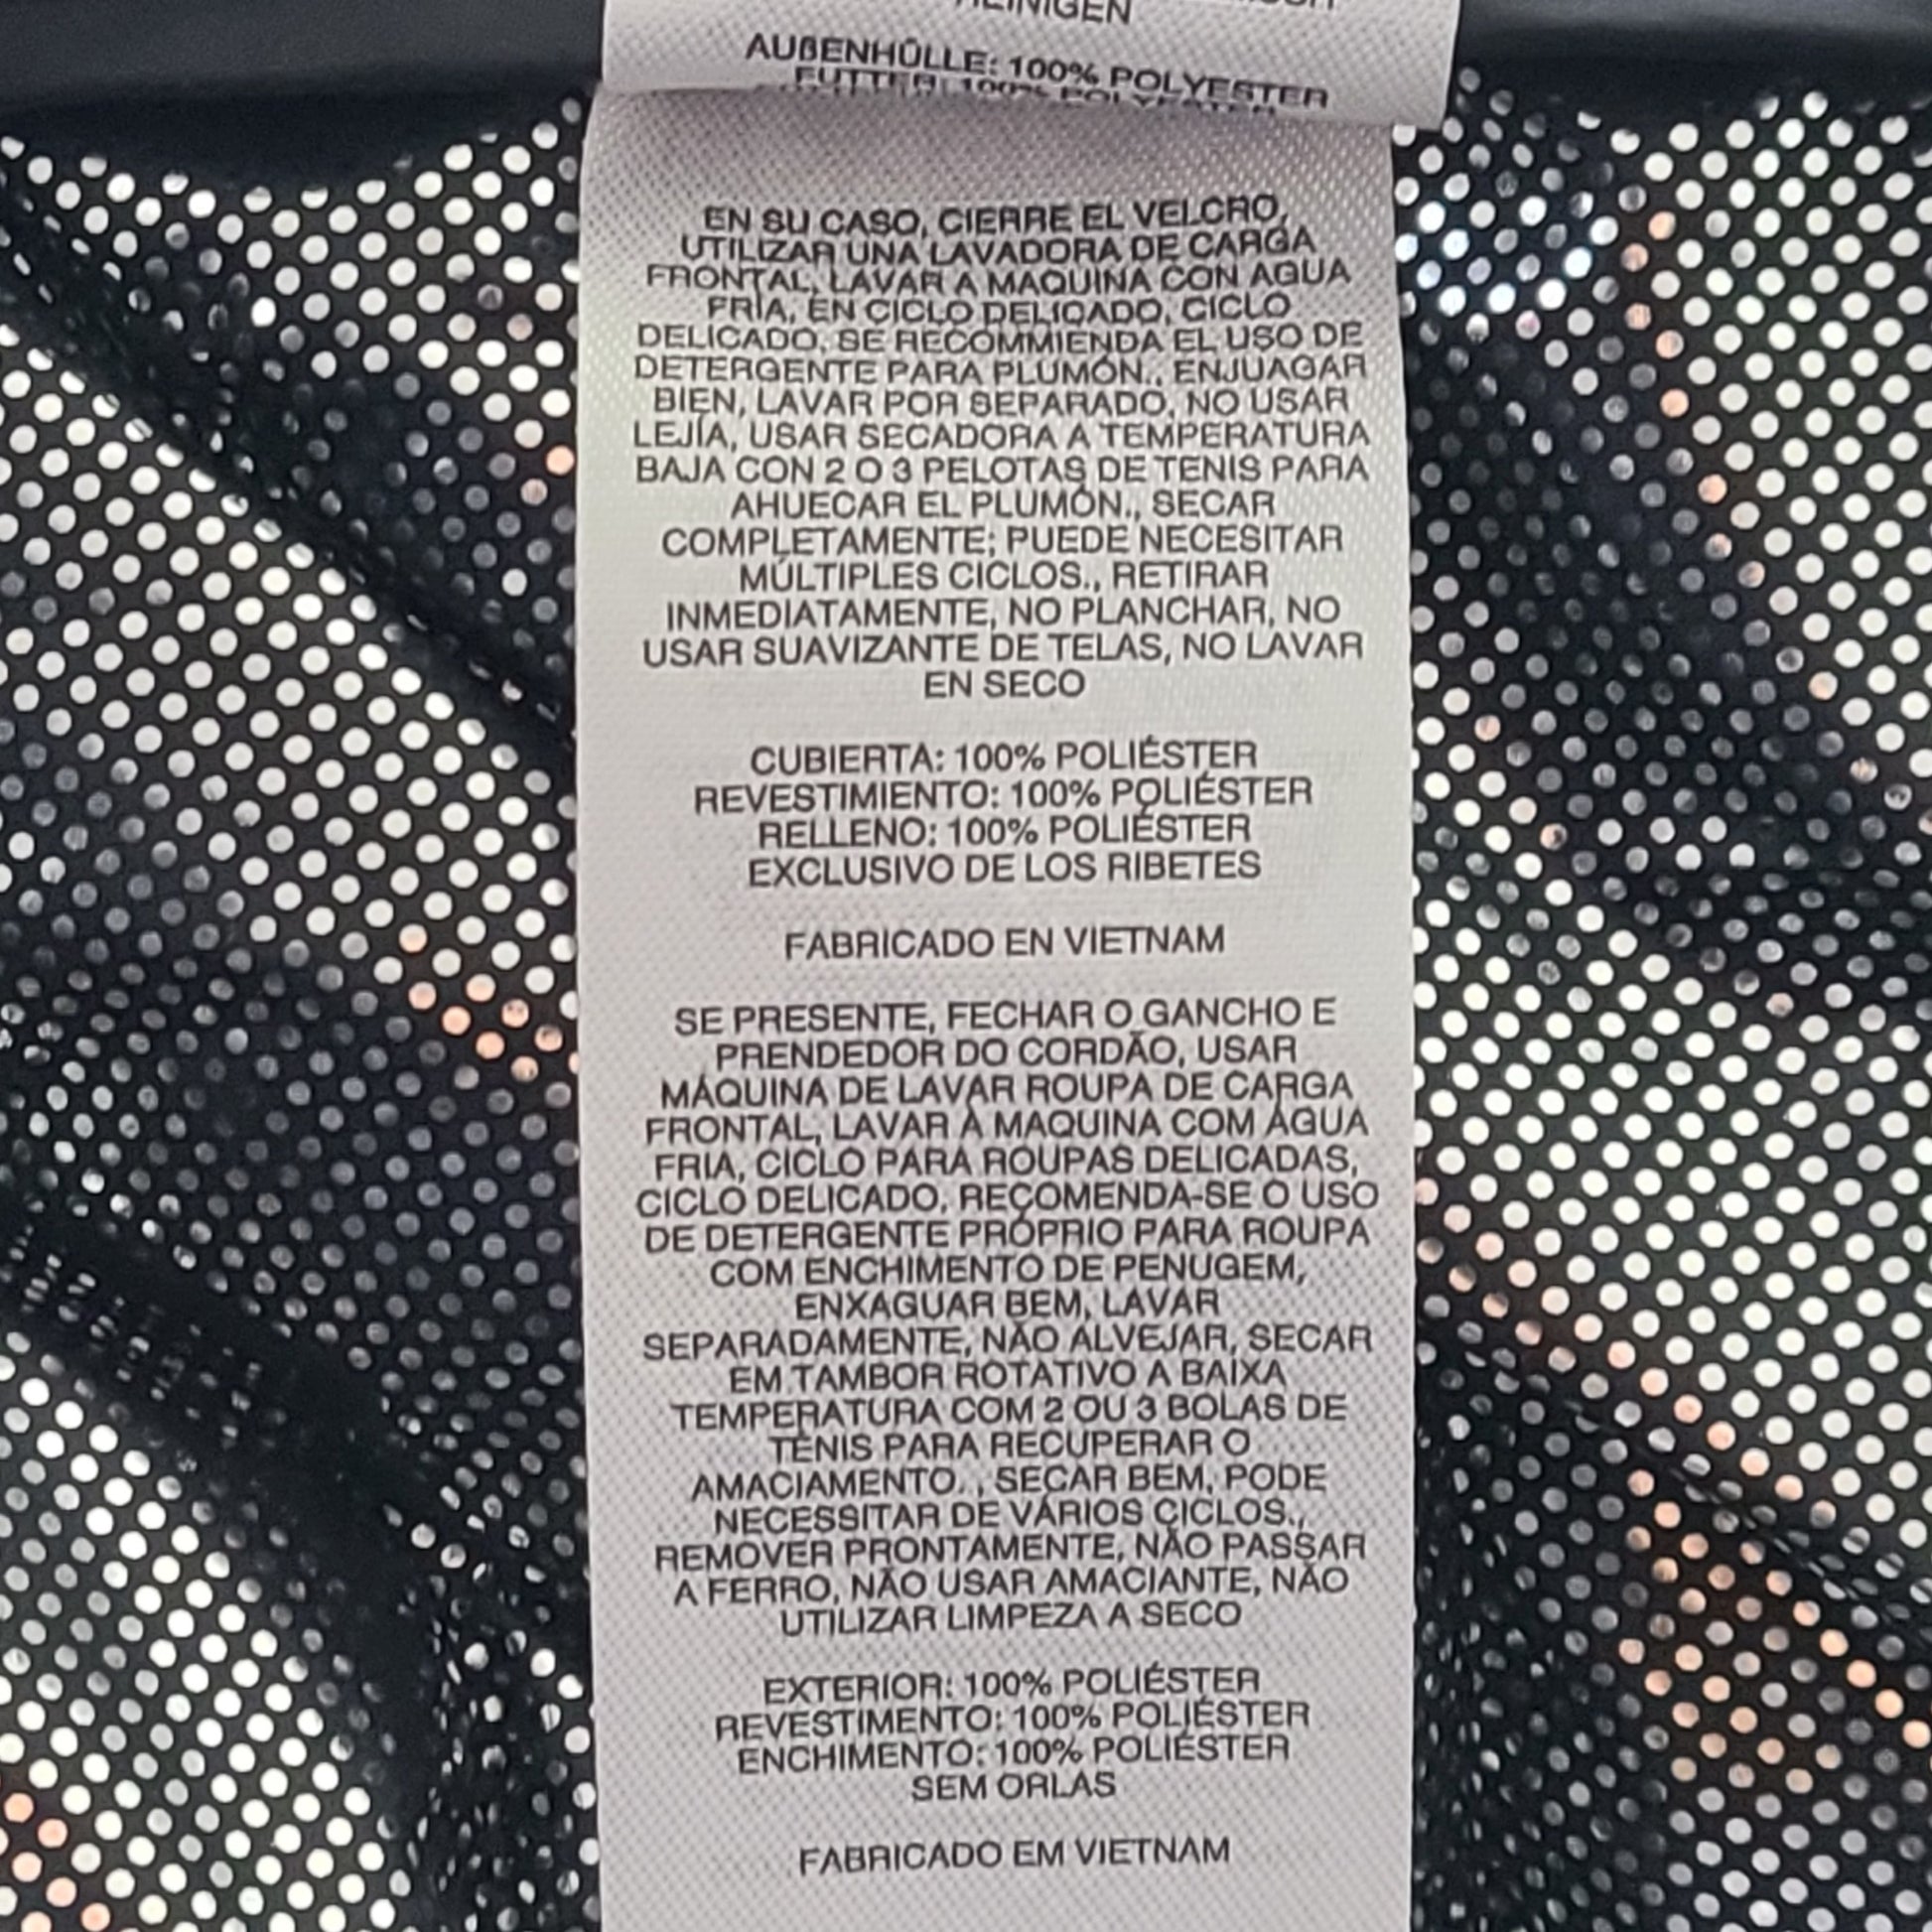 REINIGEN
AUßENHÜLLE: 100% POLYESTER
FUTTER: 100% POLYESTER
EN SU CASO, CIERRE EL VELCRO,
UTILIZAR UNA LAVADORA DE CARGA
FRONTAL, LAVAR A MAQUINA CON AGUA
FRÍA, EN CICLO DELICADO, CICLO
DELICADO, SE RECOMMIENDA EL USO DE
DETERGENTE PARA PLUMÓN., ENJUAGAR
BIEN, LAVAR POR SEPARADO, NO USAR
LEJÍA, USAR SECADORA A TEMPERATURA
BAJA CON 2 O 3 PELOTAS DE TENIS PARA
AHUECAR EL PLUMÓN., SECAR
COMPLETAMENTE; PUEDE NECESITAR
MÚLTIPLES CICLOS., RETIRAR
INMEDIATAMENTE, NO PLANCHAR, NO
USAR SUAVIZANTE DE TELAS, NO LAVAR
EN SECO
CUBIERTA: 100% POLIÉSTER
REVESTIMIENTO: 100% POLIÉSTER
RELLENO: 100% POLIÉSTER
EXCLUSIVO DE LOS RIBETES
FABRICADO EN VIETNAM
SE PRESENTE, FECHAR O GANCHO E
PRENDEDOR DO CORDÃO, USAR
MÁQUINA DE LAVAR ROUPA DE CARGA
FRONTAL, LAVAR À MAQUINA COM ÁGUA
FRIA, CICLO PARA ROUPAS DELICADAS,
CICLO DELICADO, RECOMENDA-SE O USO
DE DETERGENTE PRÓPRIO PARA ROUPA
COM ENCHIMENTO DE PENUGEM,
ENXAGUAR BEM, LAVAR
SEPARADAMENTE, NÃO ALVEJAR, SECAR
EM TAMBOR ROTATIVO A BAIXA
TEMPERATURA COM 2 OU 3 BOLAS DE
TÊNIS PARA RECUPERAR O
AMACIAMENTO. , SECAR BEM, PODE
NECESSITAR DE VÁRIOS CICLOS.,
REMOVER PRONTAMENTE, NÃO PASSAR
A FERRO, NÃO USAR AMACIANTE, NÃO
UTILIZAR LIMPEZA A SECO
EXTERIOR: 100% POLIÉSTER
REVESTIMENTO: 100% POLIÉSTER
ENCHIMENTO: 100% POLIÉSTER
SEM ORLAS
FABRICADO EM VIETNAM